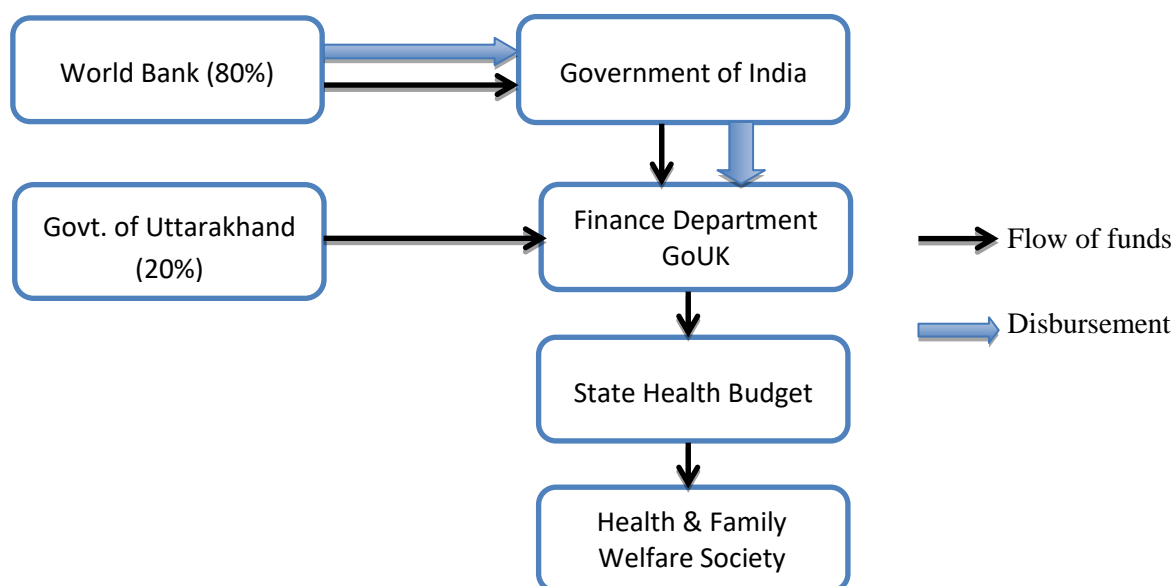 World Bank (80%)
Government of India
Govt. of Uttarakhand
(20%)
Finance Department
GoUK
Flow of funds
Disbursement
State Health Budget
Health & Family
Welfare Society